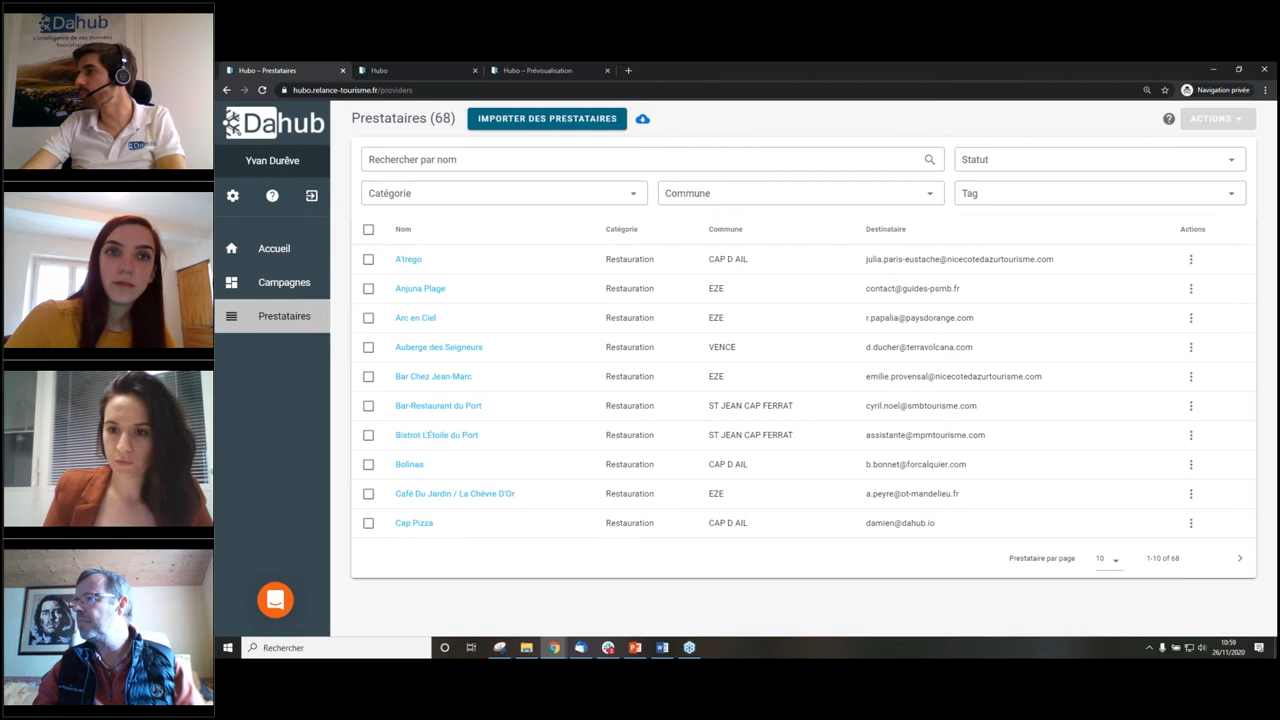 Dahub
L'intelligence de vos données
Dahub
Hubo – Prestataires
Hubo
Hubo – Prévisualisation
hubo.relance-tourisme.fr/providers
Navigation privée
Dahub
Yvan Durêve
Accueil
Campagnes
Prestataires
Prestataires (68)
IMPORTER DES PRESTATAIRES
ACTIONS
Rechercher par nom
Statut
Catégorie
Commune
Tag
Nom Catégorie Commune Destinataire Actions
A'trego Restauration CAP D AIL julia.paris-eustache@nicecotedazurtourisme.com
Anjuna Plage Restauration EZE contact@guides-psmb.fr
Arc en Ciel Restauration EZE r.papalia@paysdorange.com
Auberge des Seigneurs Restauration VENCE d.ducher@terravolcana.com
Bar Chez Jean-Marc Restauration EZE emilie.provensal@nicecotedazurtourisme.com
Bar-Restaurant du Port Restauration ST JEAN CAP FERRAT cyril.noel@smbtourisme.com
Bistrot L'Étoile du Port Restauration ST JEAN CAP FERRAT assistante@mpmtourisme.com
Bolinas Restauration CAP D AIL b.bonnet@forcalquier.com
Café Du Jardin / La Chèvre D'Or Restauration EZE a.peyre@ot-mandelieu.fr
Cap Pizza Restauration CAP D AIL damien@dahub.io
Prestataire par page 10 1-10 of 68
Rechercher
10:59
26/11/2020